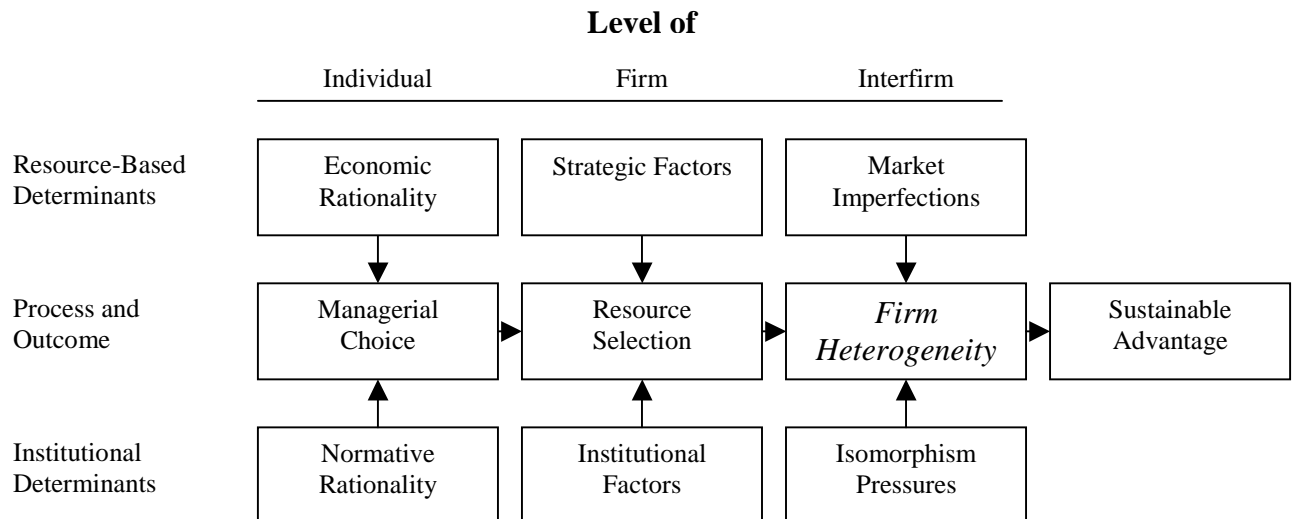 Level of
Individual Firm Interfirm
Resource-Based
Determinants
Economic
Rationality
Strategic Factors
Market
Imperfections
Process and
Outcome
Managerial
Choice
Resource
Selection
Firm
Heterogeneity
Sustainable
Advantage
Institutional
Determinants
Normative
Rationality
Institutional
Factors
Isomorphism
Pressures